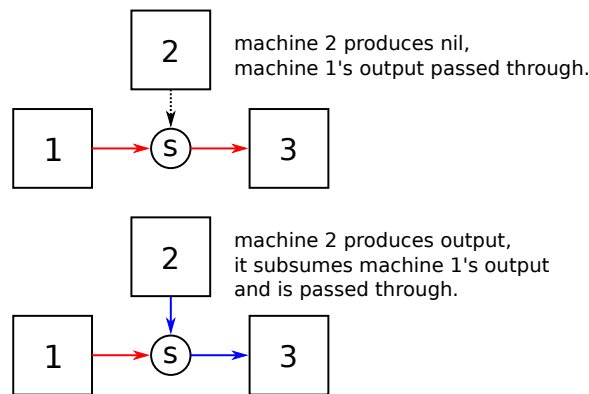 2
machine 2 produces nil,
machine 1's output passed through.
1
s
3
2
machine 2 produces output,
it subsumes machine 1's output
and is passed through.
1
s
3